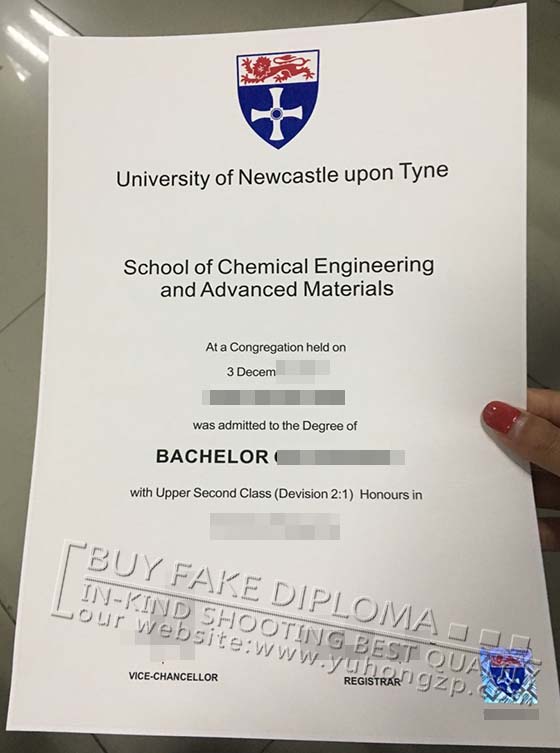 University of Newcastle upon Tyne
School of Chemical Engineering
and Advanced Materials
At a Congregation held on
3 Decem
was admitted to the Degree of
BACHELOR
with Upper Second Class (Devision 2:1) Honours in
BUY FAKE DIPLOMA
IN-KIND SHOOTING BEST
our website:www.yuhongzp.
VICE-CHANCELLOR
REGISTRAR